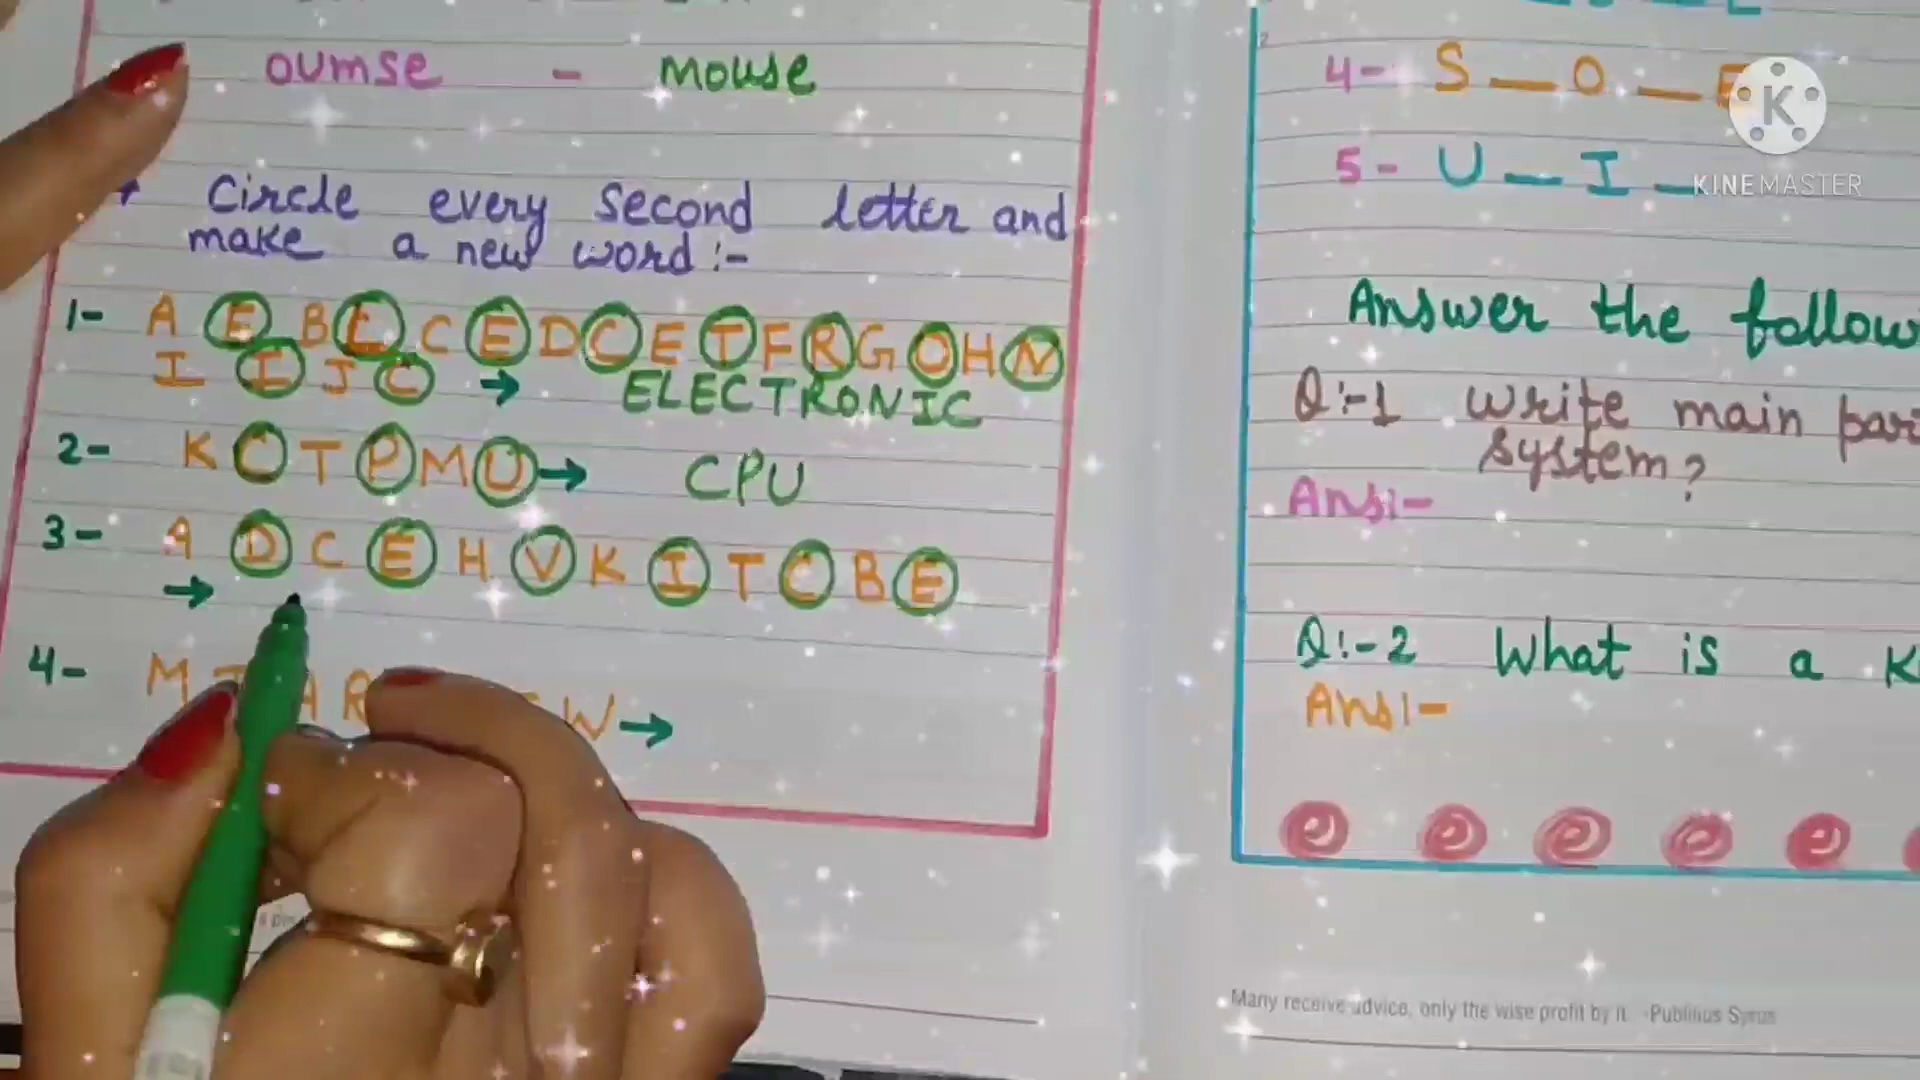 oumse - mouse
Circle every second letter and
make a new word :-
1- A E B L C E D C E T F R G O H N
I I J C → ELECTRONIC
2- K C T P M U → CPU
3- A D C E H V K I T C B E
→
4- M W →
4- S _ O _ E
5- U _ I _
KINEMASTER
Answer the
Q:-1 Write main
system?
Ans:-
Q:-2 What is a
Ans:-
Many receive advice, only the wise profit by it. -Publilius Syrus